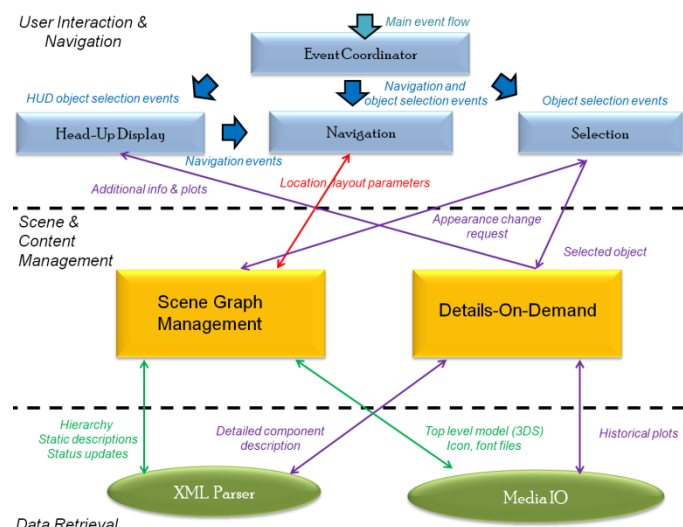 User Interaction &
Navigation
Main event flow
Event Coordinator
HUD object selection events
Navigation and
object selection events
Object selection events
Head-Up Display
Navigation
Selection
Navigation events
Additional info & plots
Location, layout parameters
Scene &
Content
Management
Appearance change
request
Selected object
Scene Graph
Management
Details-On-Demand
Hierarchy
Static descriptions
Status updates
Detailed component
description
Top level model (3DS)
Icon, font files
Historical plots
XML Parser
Media IO
Data Retrieval